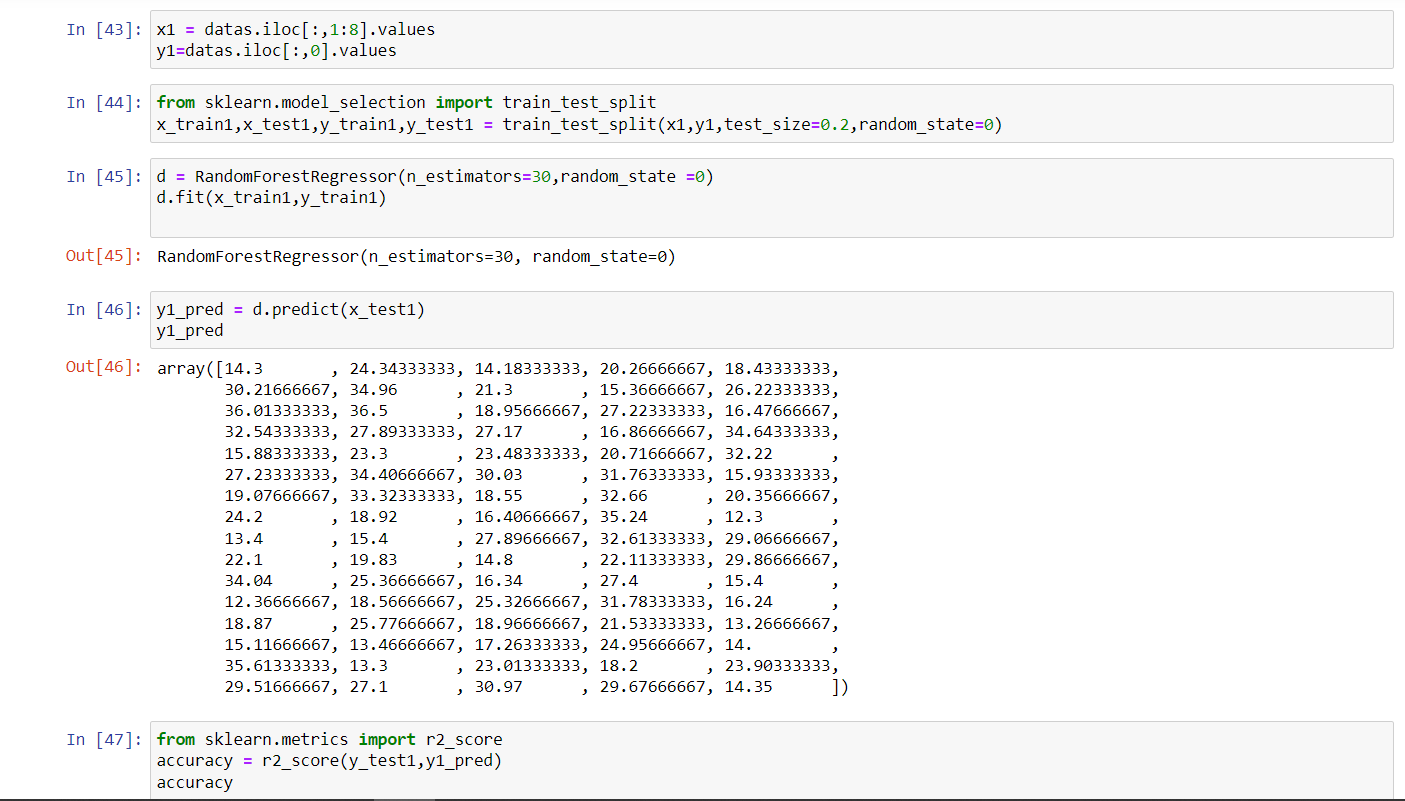 In [43]: x1 = datas.iloc[:,1:8].values
y1=datas.iloc[:,0].values
In [44]: from sklearn.model_selection import train_test_split
x_train1,x_test1,y_train1,y_test1 = train_test_split(x1,y1,test_size=0.2,random_state=0)
In [45]: d = RandomForestRegressor(n_estimators=30,random_state =0)
d.fit(x_train1,y_train1)
Out[45]: RandomForestRegressor(n_estimators=30, random_state=0)
In [46]: y1_pred = d.predict(x_test1)
y1_pred
Out[46]: array([14.3       , 24.34333333, 14.18333333, 20.26666667, 18.43333333,
30.21666667, 34.96      , 21.3       , 15.36666667, 26.22333333,
36.01333333, 36.5       , 18.95666667, 27.22333333, 16.47666667,
32.54333333, 27.89333333, 27.17      , 16.86666667, 34.64333333,
15.88333333, 23.3       , 23.48333333, 20.71666667, 32.22      ,
27.23333333, 34.40666667, 30.03      , 31.76333333, 15.93333333,
19.07666667, 33.32333333, 18.55      , 32.66      , 20.35666667,
24.2       , 18.92      , 16.40666667, 35.24      , 12.3       ,
13.4       , 15.4       , 27.89666667, 32.61333333, 29.06666667,
22.1       , 19.83      , 14.8       , 22.11333333, 29.86666667,
34.04      , 25.36666667, 16.34      , 27.4       , 15.4       ,
12.36666667, 18.56666667, 25.32666667, 31.78333333, 16.24      ,
18.87      , 25.77666667, 18.96666667, 21.53333333, 13.26666667,
15.11666667, 13.46666667, 17.26333333, 24.95666667, 14.        ,
35.61333333, 13.3       , 23.01333333, 18.2       , 23.90333333,
29.51666667, 27.1       , 30.97      , 29.67666667, 14.35      ])
In [47]: from sklearn.metrics import r2_score
accuracy = r2_score(y_test1,y1_pred)
accuracy